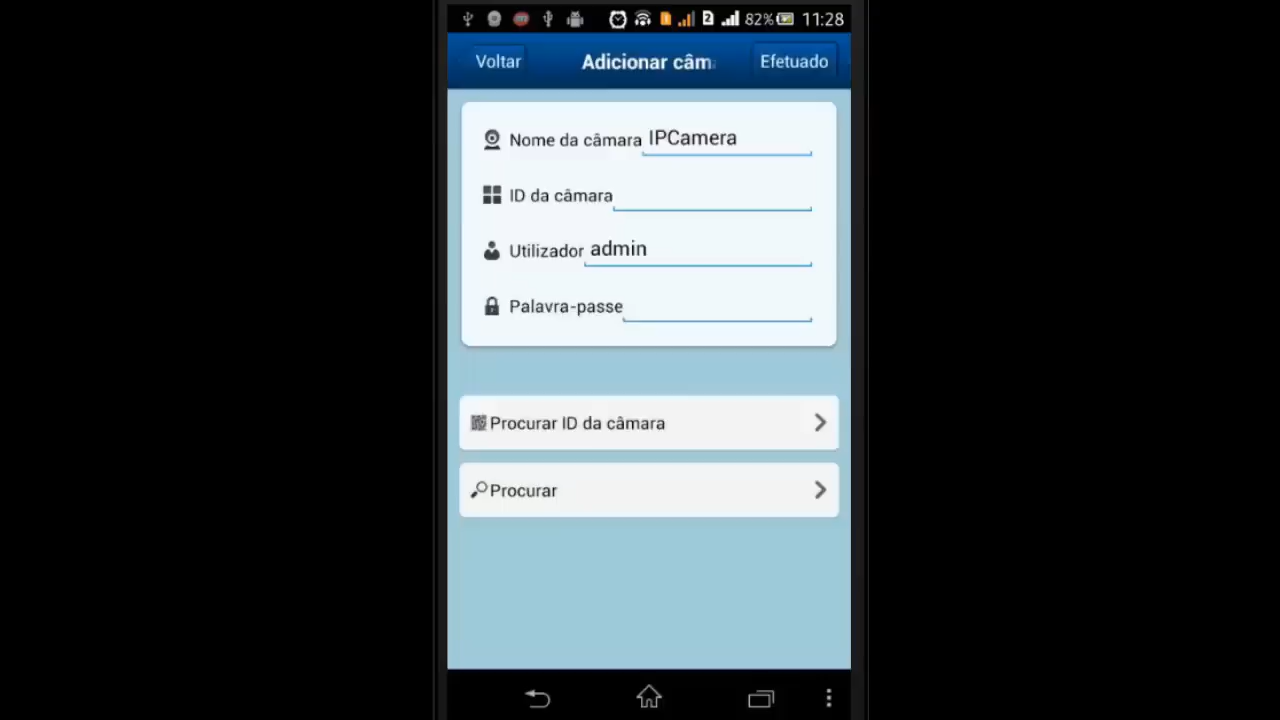 82% 11:28
Voltar Adicionar câm Efetuado
Nome da câmara IPCamera
ID da câmara
Utilizador admin
Palavra-passe
Procurar ID da câmara
Procurar